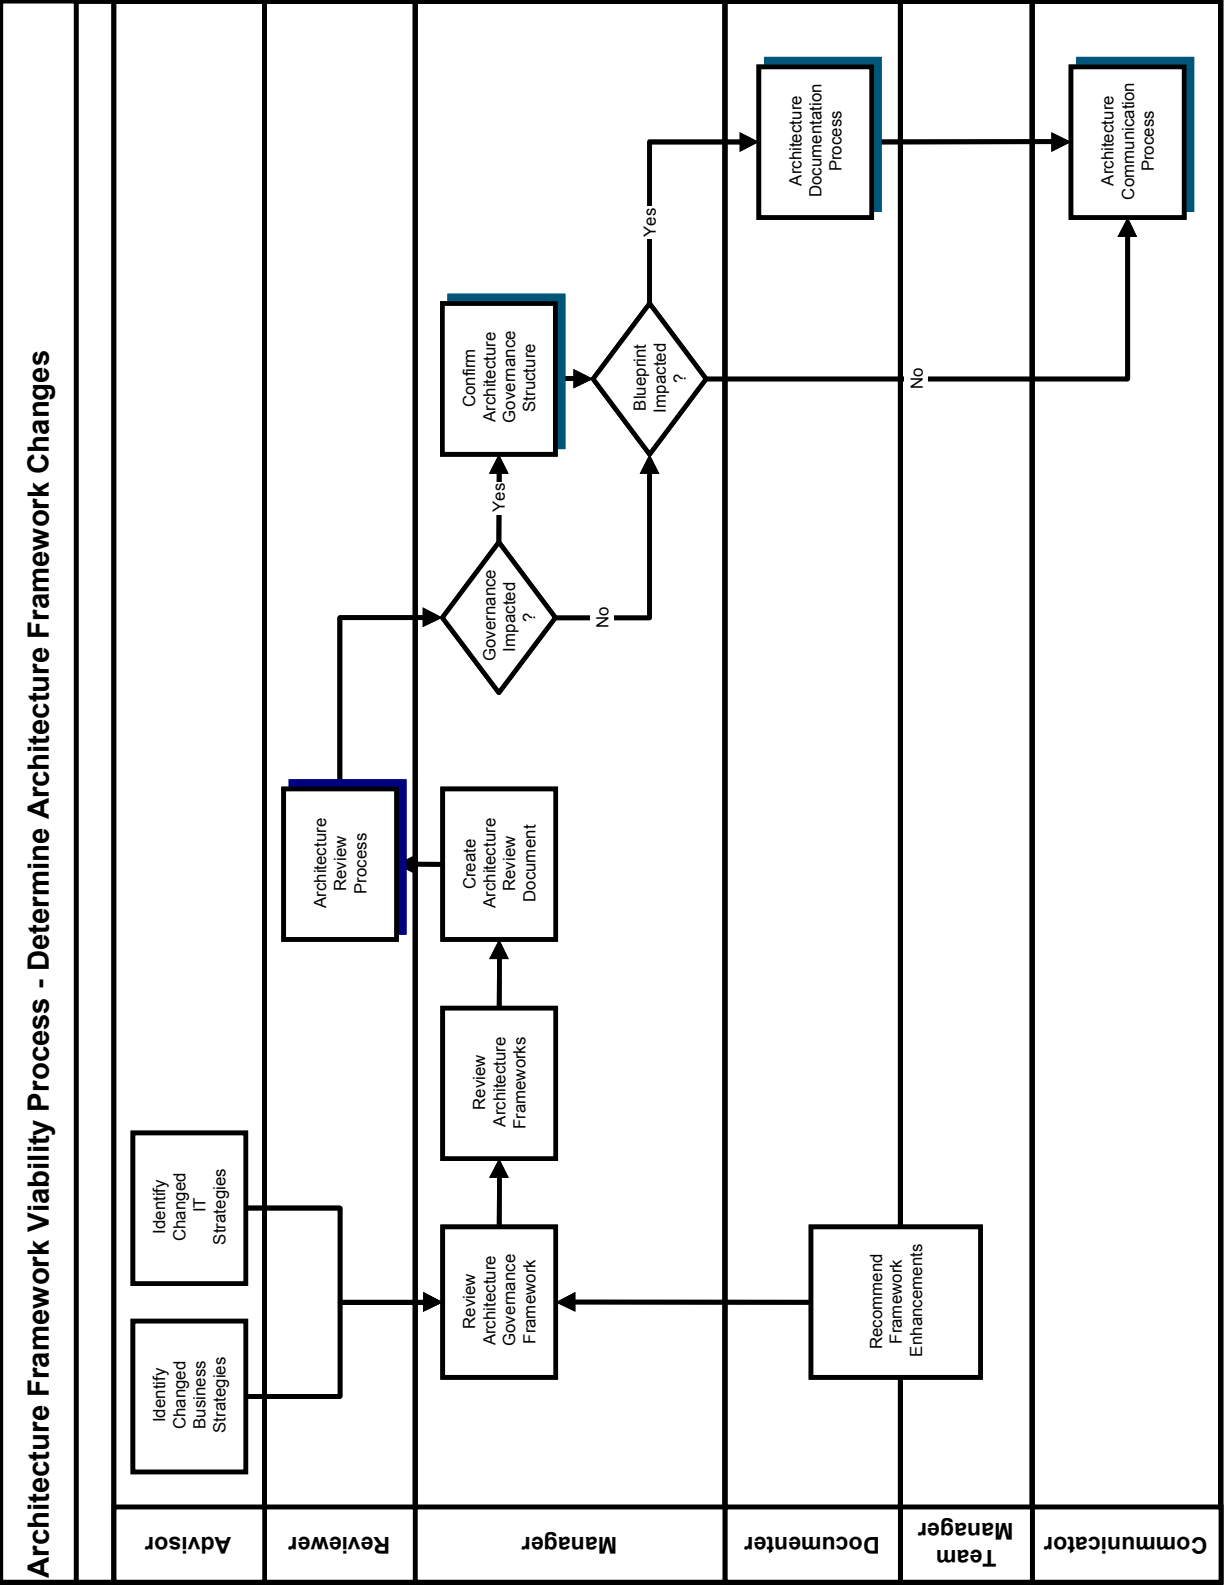 Architecture Framework Viability Process - Determine Architecture Framework Changes
Advisor
Identify
Changed
Business
Strategies
Identify
Changed
IT
Strategies
Reviewer
Architecture
Review
Process
Manager
Review
Architecture
Governance
Framework
Review
Architecture
Frameworks
Create
Architecture
Review
Document
Governance
Impacted
?
Yes
No
Confirm
Architecture
Governance
Structure
Blueprint
Impacted
?
Yes
No
Documenter
Architecture
Documentation
Process
Team
Manager
Recommend
Framework
Enhancements
Communicator
Architecture
Communication
Process